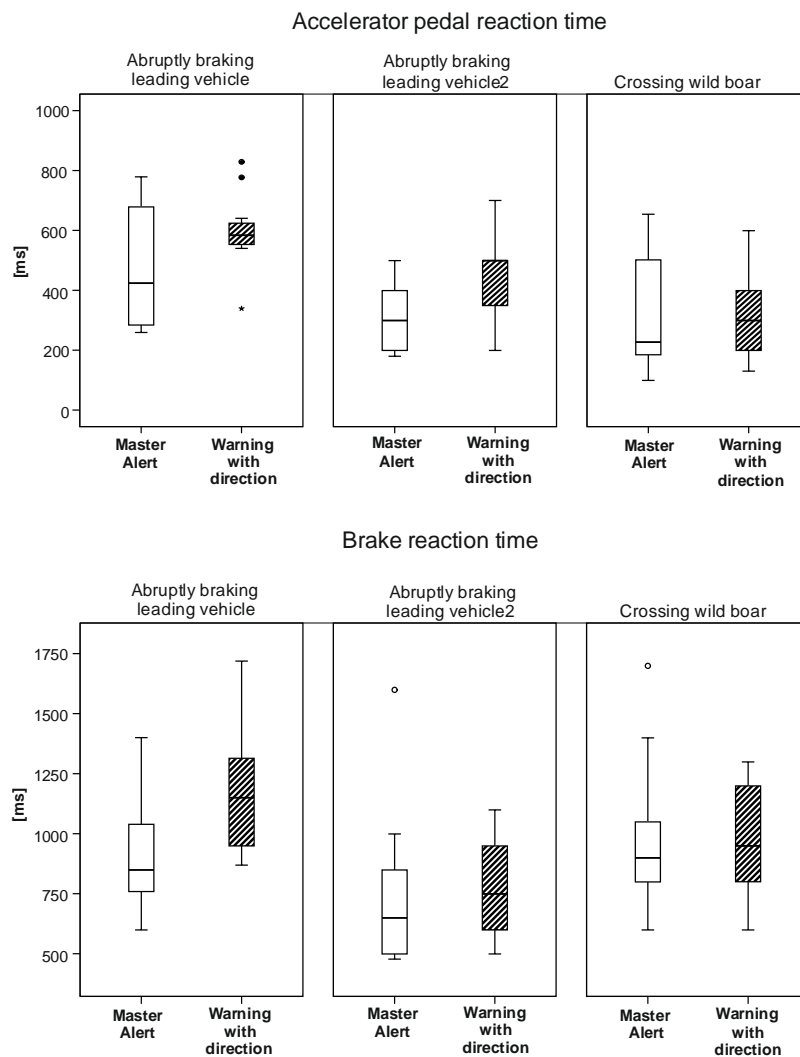 Accelerator pedal reaction time
Abruptly braking
leading vehicle
Abruptly braking
leading vehicle2
Crossing wild boar
1000
800
600
400
200
0
[ms]
Master
Alert
Warning
with
direction
Master
Alert
Warning
with
direction
Master
Alert
Warning
with
direction
Brake reaction time
Abruptly braking
leading vehicle
Abruptly braking
leading vehicle2
Crossing wild boar
1750
1500
1250
1000
750
500
[ms]
Master
Alert
Warning
with
direction
Master
Alert
Warning
with
direction
Master
Alert
Warning
with
direction